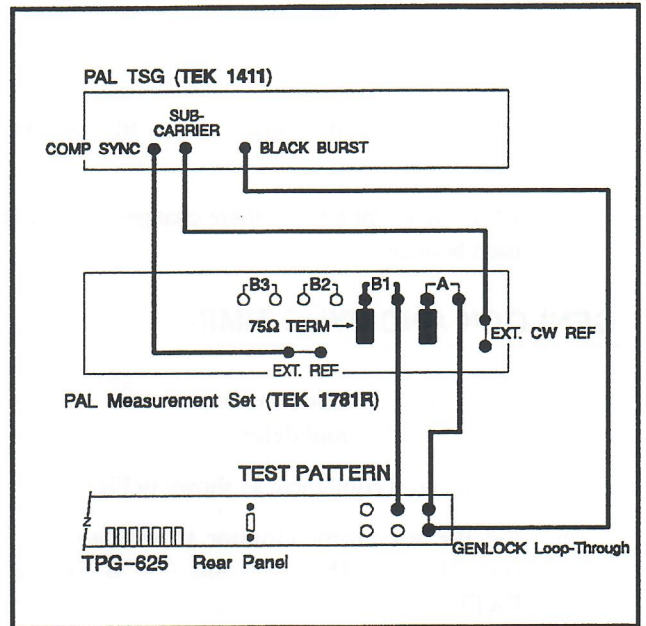 PAL TSG (TEK 1411)
SUB-
CARRIER
COMP SYNC
BLACK BURST
B3
B2
B1
A
75Ω TERM
EXT. CW REF
EXT. REF
PAL Measurement Set (TEK 1781R)
TEST PATTERN
Z
GENLOCK Loop-Through
TPG-625 Rear Panel